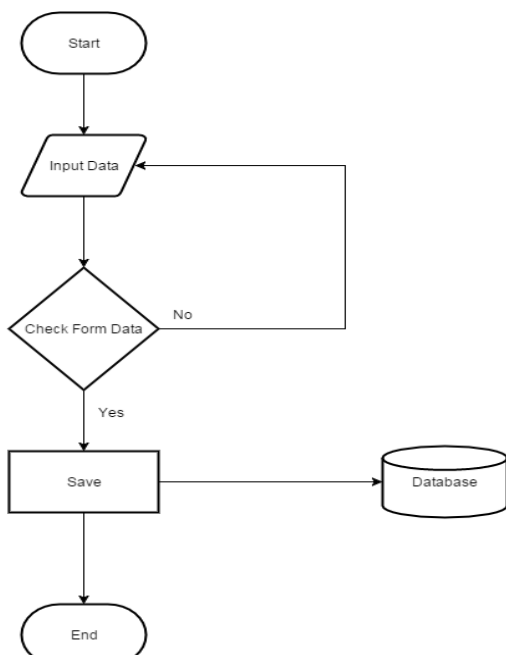 Start
Input Data
Check Form Data
No
Yes
Save
Database
End